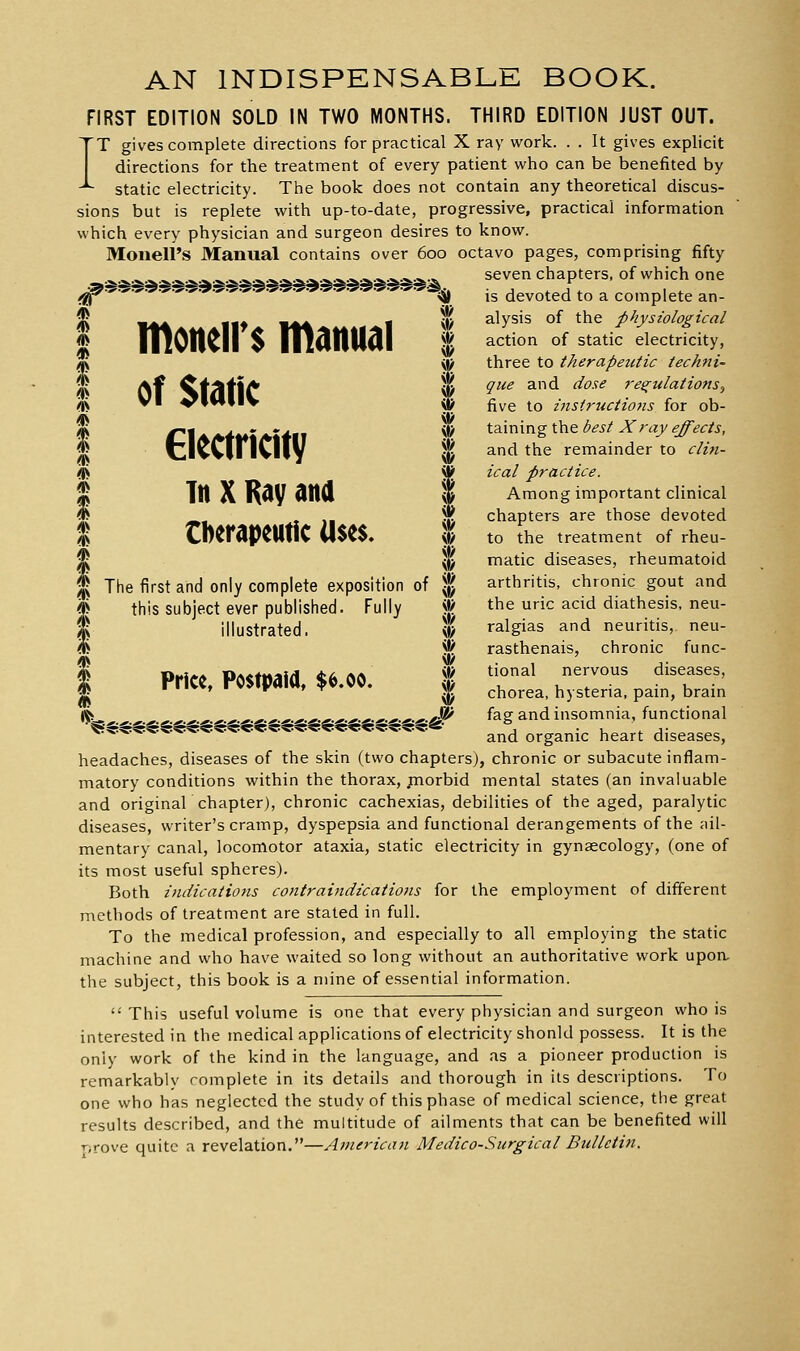 AN INDISPENSABLE BOOK.
FIRST EDITION SOLD IN TWO MONTHS. THIRD EDITION JUST OUT.
IT gives complete directions for practical X ray work. . . It gives explicit
directions for the treatment of every patient who can be benefited by
static electricity. The book does not contain any theoretical discus-
sions but is replete with up-to-date, progressive, practical information
which every physician and surgeon desires to know.
Monell's Manual contains over 600 octavo pages, comprising fifty
seven chapters, of which one
is devoted to a complete an-
alysis of the physiological
action of static electricity,
three to therapeutic techni-
que and dose regulations,
five to instructions for ob-
taining the best X ray effects,
and the remainder to clin-
ical practice.
Among important clinical
chapters are those devoted
to the treatment of rheu-
matic diseases, rheumatoid
arthritis, chronic gout and
the uric acid diathesis, neu-
ralgias and neuritis, neu-
rasthenais, chronic func-
tional nervous diseases,
chorea, hysteria, pain, brain
fag and insomnia, functional
and organic heart diseases,
Monell's Manual
of Static
Electricity
In X Ray and
Therapeutic Uses.
The first and only complete exposition of
this subject ever published. Fully
illustrated.
Price, Postpaid, $6.00.
headaches, diseases of the skin (two chapters), chronic or subacute inflam-
matory conditions within the thorax, morbid mental states (an invaluable
and original chapter), chronic cachexias, debilities of the aged, paralytic
diseases, writer's cramp, dyspepsia and functional derangements of the ail-
mentary canal, locomotor ataxia, static electricity in gynæcology, (one of
its most useful spheres).
Both indications contraindications for the employment of different
methods of treatment are stated in full.
To the medical profession, and especially to all employing the static
machine and who have waited so long without an authoritative work upon
the subject, this book is a mine of essential information.
“ This useful volume is one that every physician and surgeon who is
interested in the medical applications of electricity shonld possess. It is the
only work of the kind in the language, and as a pioneer production is
remarkably complete in its details and thorough in its descriptions. To
one who has neglected the study of this phase of medical science, the great
results described, and the multitude of ailments that can be benefited will
prove quite a revelation.”—American Medico-Surgical Bulletin.